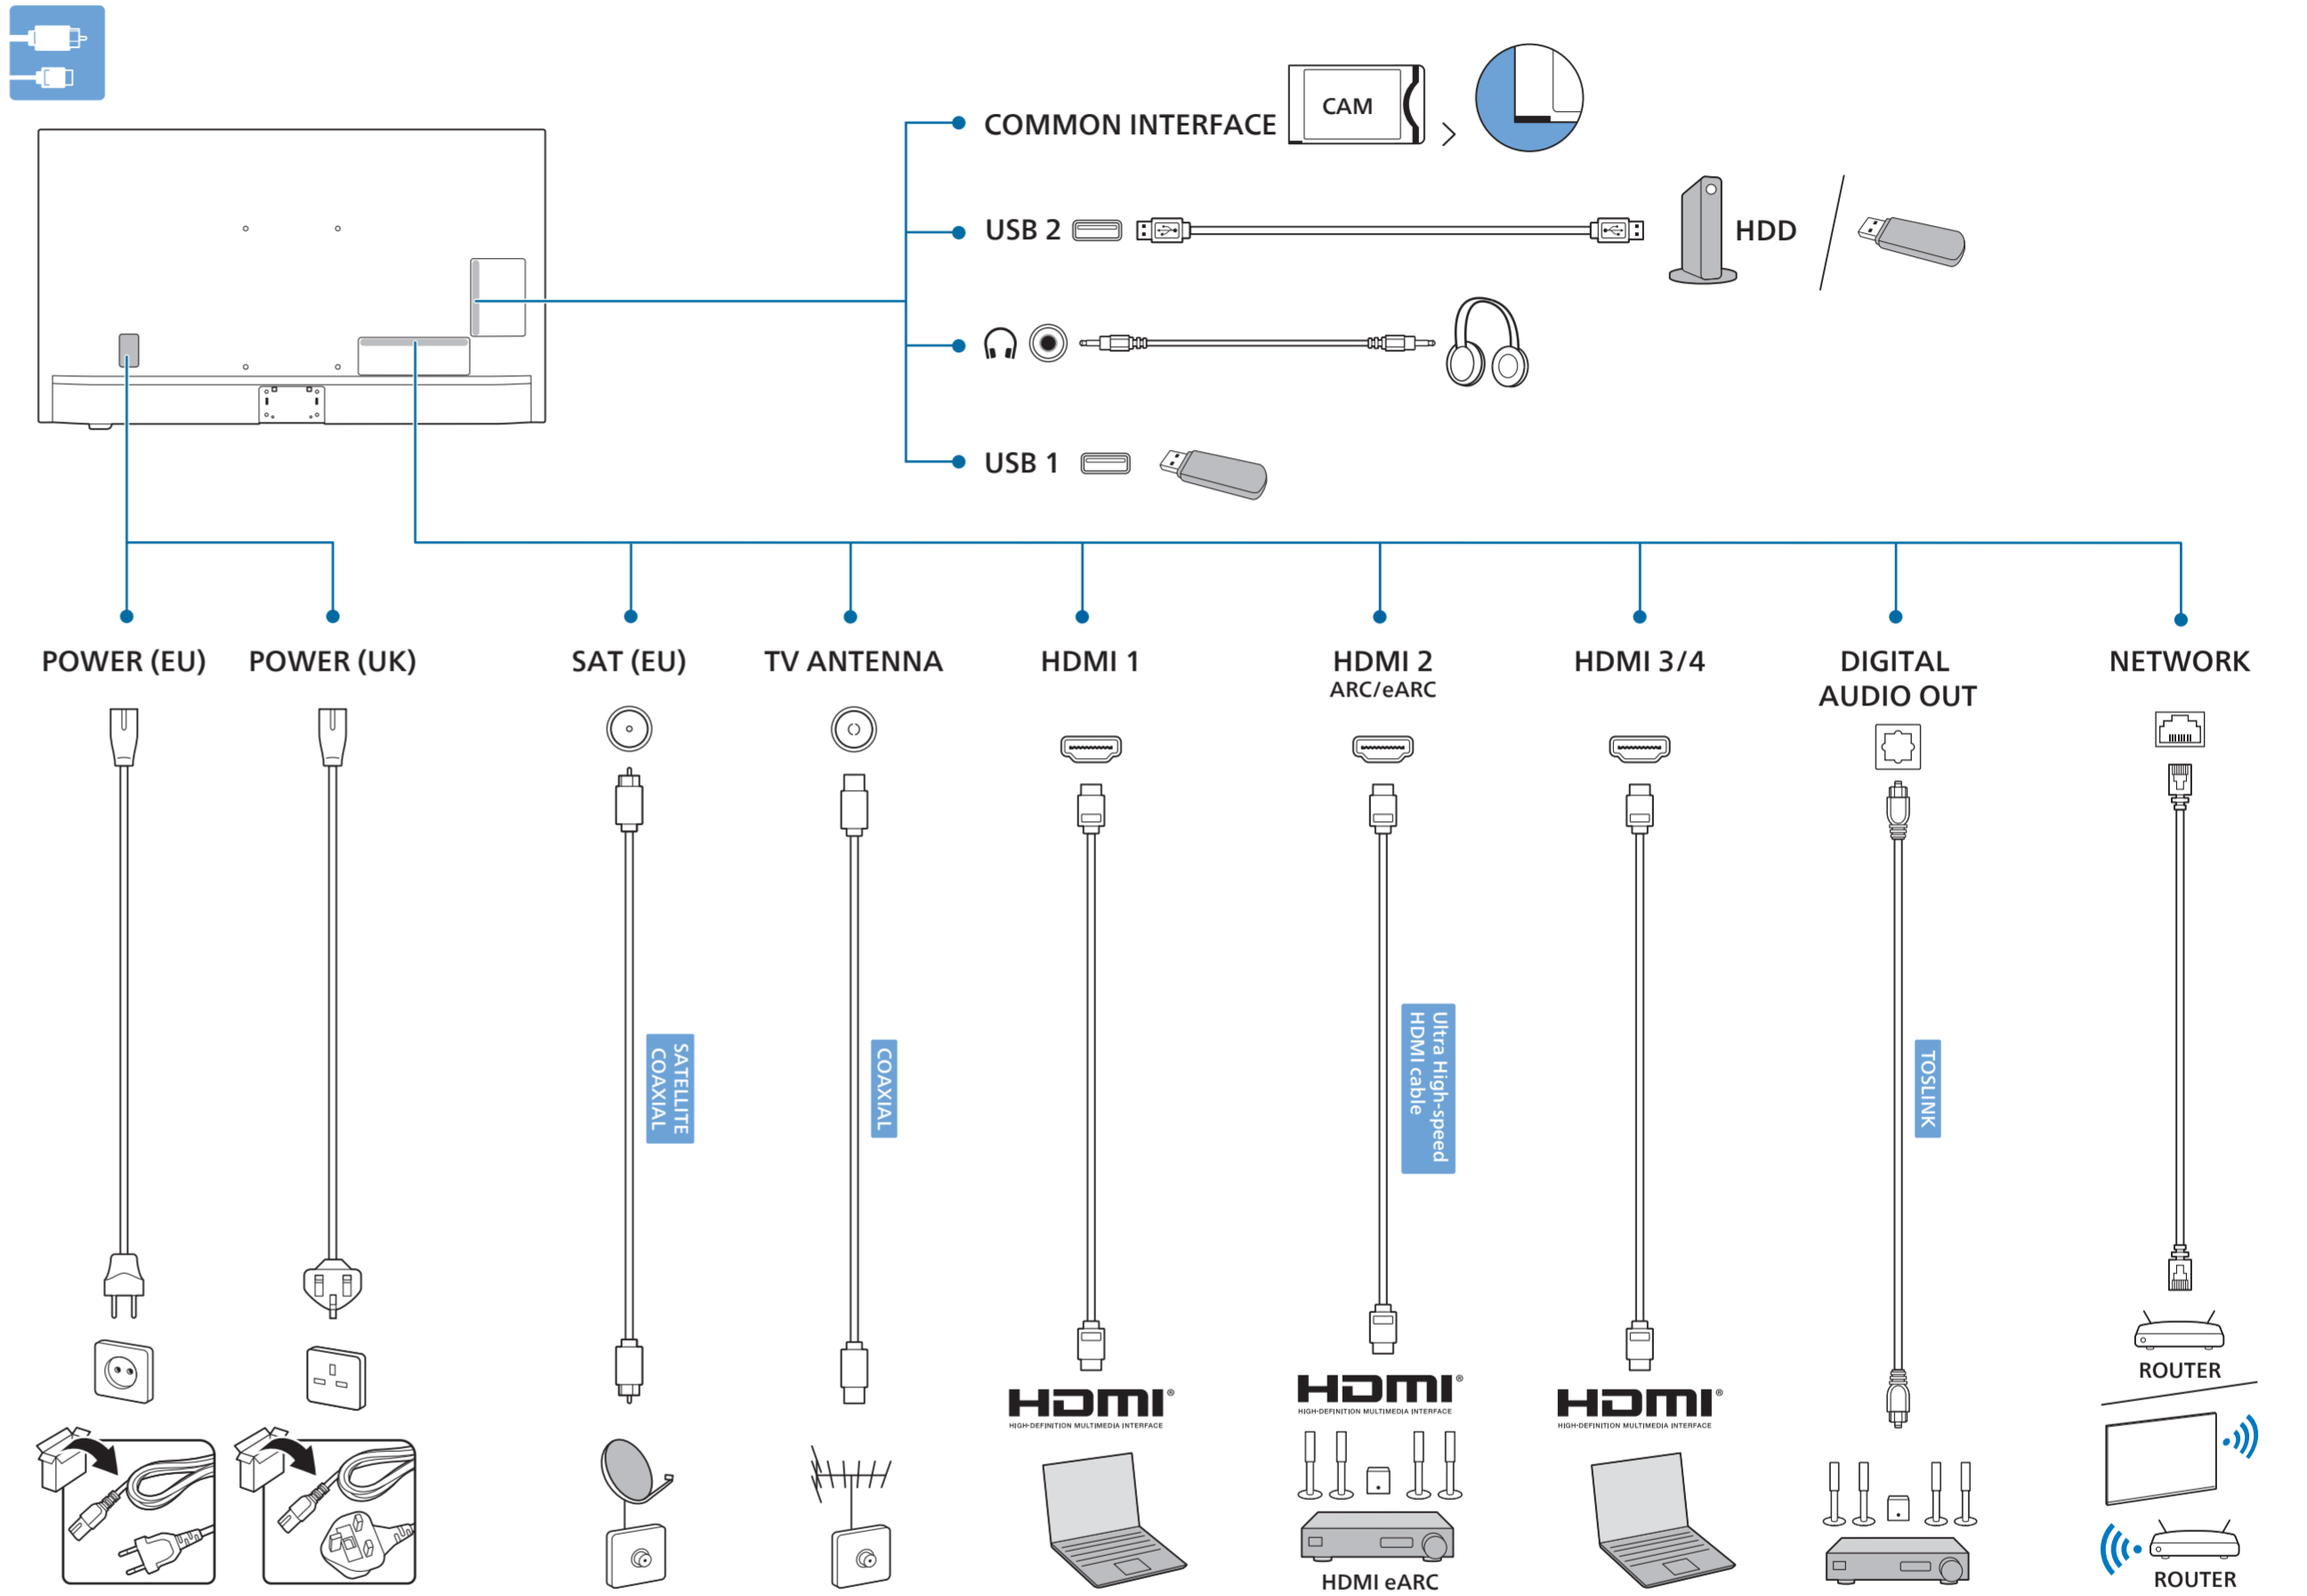 COMMON INTERFACE
CAM
USB 2
HDD
USB 1
POWER (EU)
POWER (UK)
SAT (EU)
TV ANTENNA
HDMI 1
HDMI 2
ARC/eARC
HDMI 3/4
DIGITAL
AUDIO OUT
NETWORK
SATELLITE
COAXIAL
COAXIAL
Ultra High-speed
HDMI cable
TOSLINK
HDMI®
HIGH-DEFINITION MULTIMEDIA INTERFACE
HDMI®
HIGH-DEFINITION MULTIMEDIA INTERFACE
HDMI®
HIGH-DEFINITION MULTIMEDIA INTERFACE
ROUTER
HDMI eARC
ROUTER